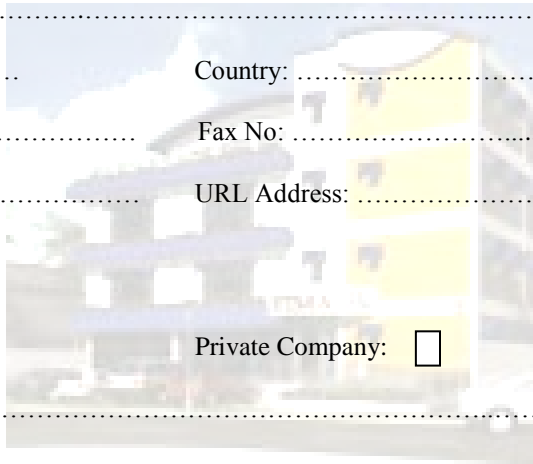 ……………………………………………………
… Country: ……………………………
……………… Fax No: ……………………………
……………… URL Address: ……………………
Private Company:
……………………………………………………